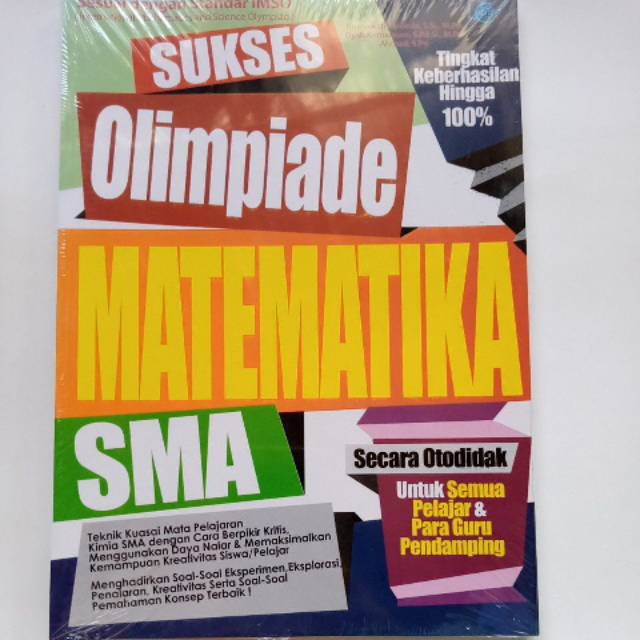 Sesuai dengan Standar IMSO
SUKSES
Olimpiade
Tingkat
Keberhasilan
Hingga
100%
MATEMATIKA
SMA
Secara Otodidak
Untuk Semua
Pelajar &
Para Guru
Pendamping
Teknik Kuasai Mata Pelajaran
Kimia SMA dengan Cara Berpikir Kritis,
Menggunakan Daya Nalar & Memaksimalkan
Kemampuan Kreativitas Siswa/Pelajar
Menghadirkan Soal-Soal Eksperimen,Eksplorasi,
Penalaran, Kreativitas Serta Soal-Soal
Pemahaman Konsep Terbaik !